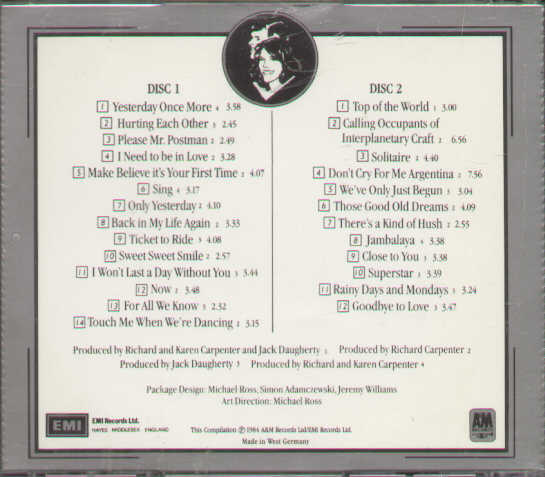 DISC 1
1 Yesterday Once More 4 3.58
2 Hurting Each Other 3 2.45
3 Please Mr. Postman 2 2.49
4 I Need to be in Love 2 3.28
5 Make Believe it's Your First Time 2 4.07
6 Sing 4 3.17
7 Only Yesterday 2 4.10
8 Back in My Life Again 2 3.33
9 Ticket to Ride 3 4.08
10 Sweet Sweet Smile 2 2.57
11 I Won't Last a Day Without You 3 3.44
12 Now 2 3.48
13 For All We Know 3 2.32
14 Touch Me When We're Dancing 2 3.15
DISC 2
1 Top of the World 1 3.00
2 Calling Occupants of
Interplanetary Craft 2 6.56
3 Solitaire 2 4.40
4 Don't Cry For Me Argentina 2 7.56
5 We've Only Just Begun 3 3.04
6 Those Good Old Dreams 2 4.09
7 There's a Kind of Hush 2 2.55
8 Jambalaya 4 3.38
9 Close to You 3 3.38
10 Superstar 3 3.39
11 Rainy Days and Mondays 3 3.24
12 Goodbye to Love 3 3.47
Produced by Richard and Karen Carpenter and Jack Daugherty 1 Produced by Richard Carpenter 2
Produced by Jack Daugherty 3 Produced by Richard and Karen Carpenter 4
Package Design: Michael Ross, Simon Adamczewski, Jeremy Williams
Art Direction: Michael Ross
EMI
EMI Records Ltd.
HAYES MIDDLESEX ENGLAND
This Compilation ℗ 1984 A&M Records Ltd/EMI Records Ltd.
Made in West Germany
A&M